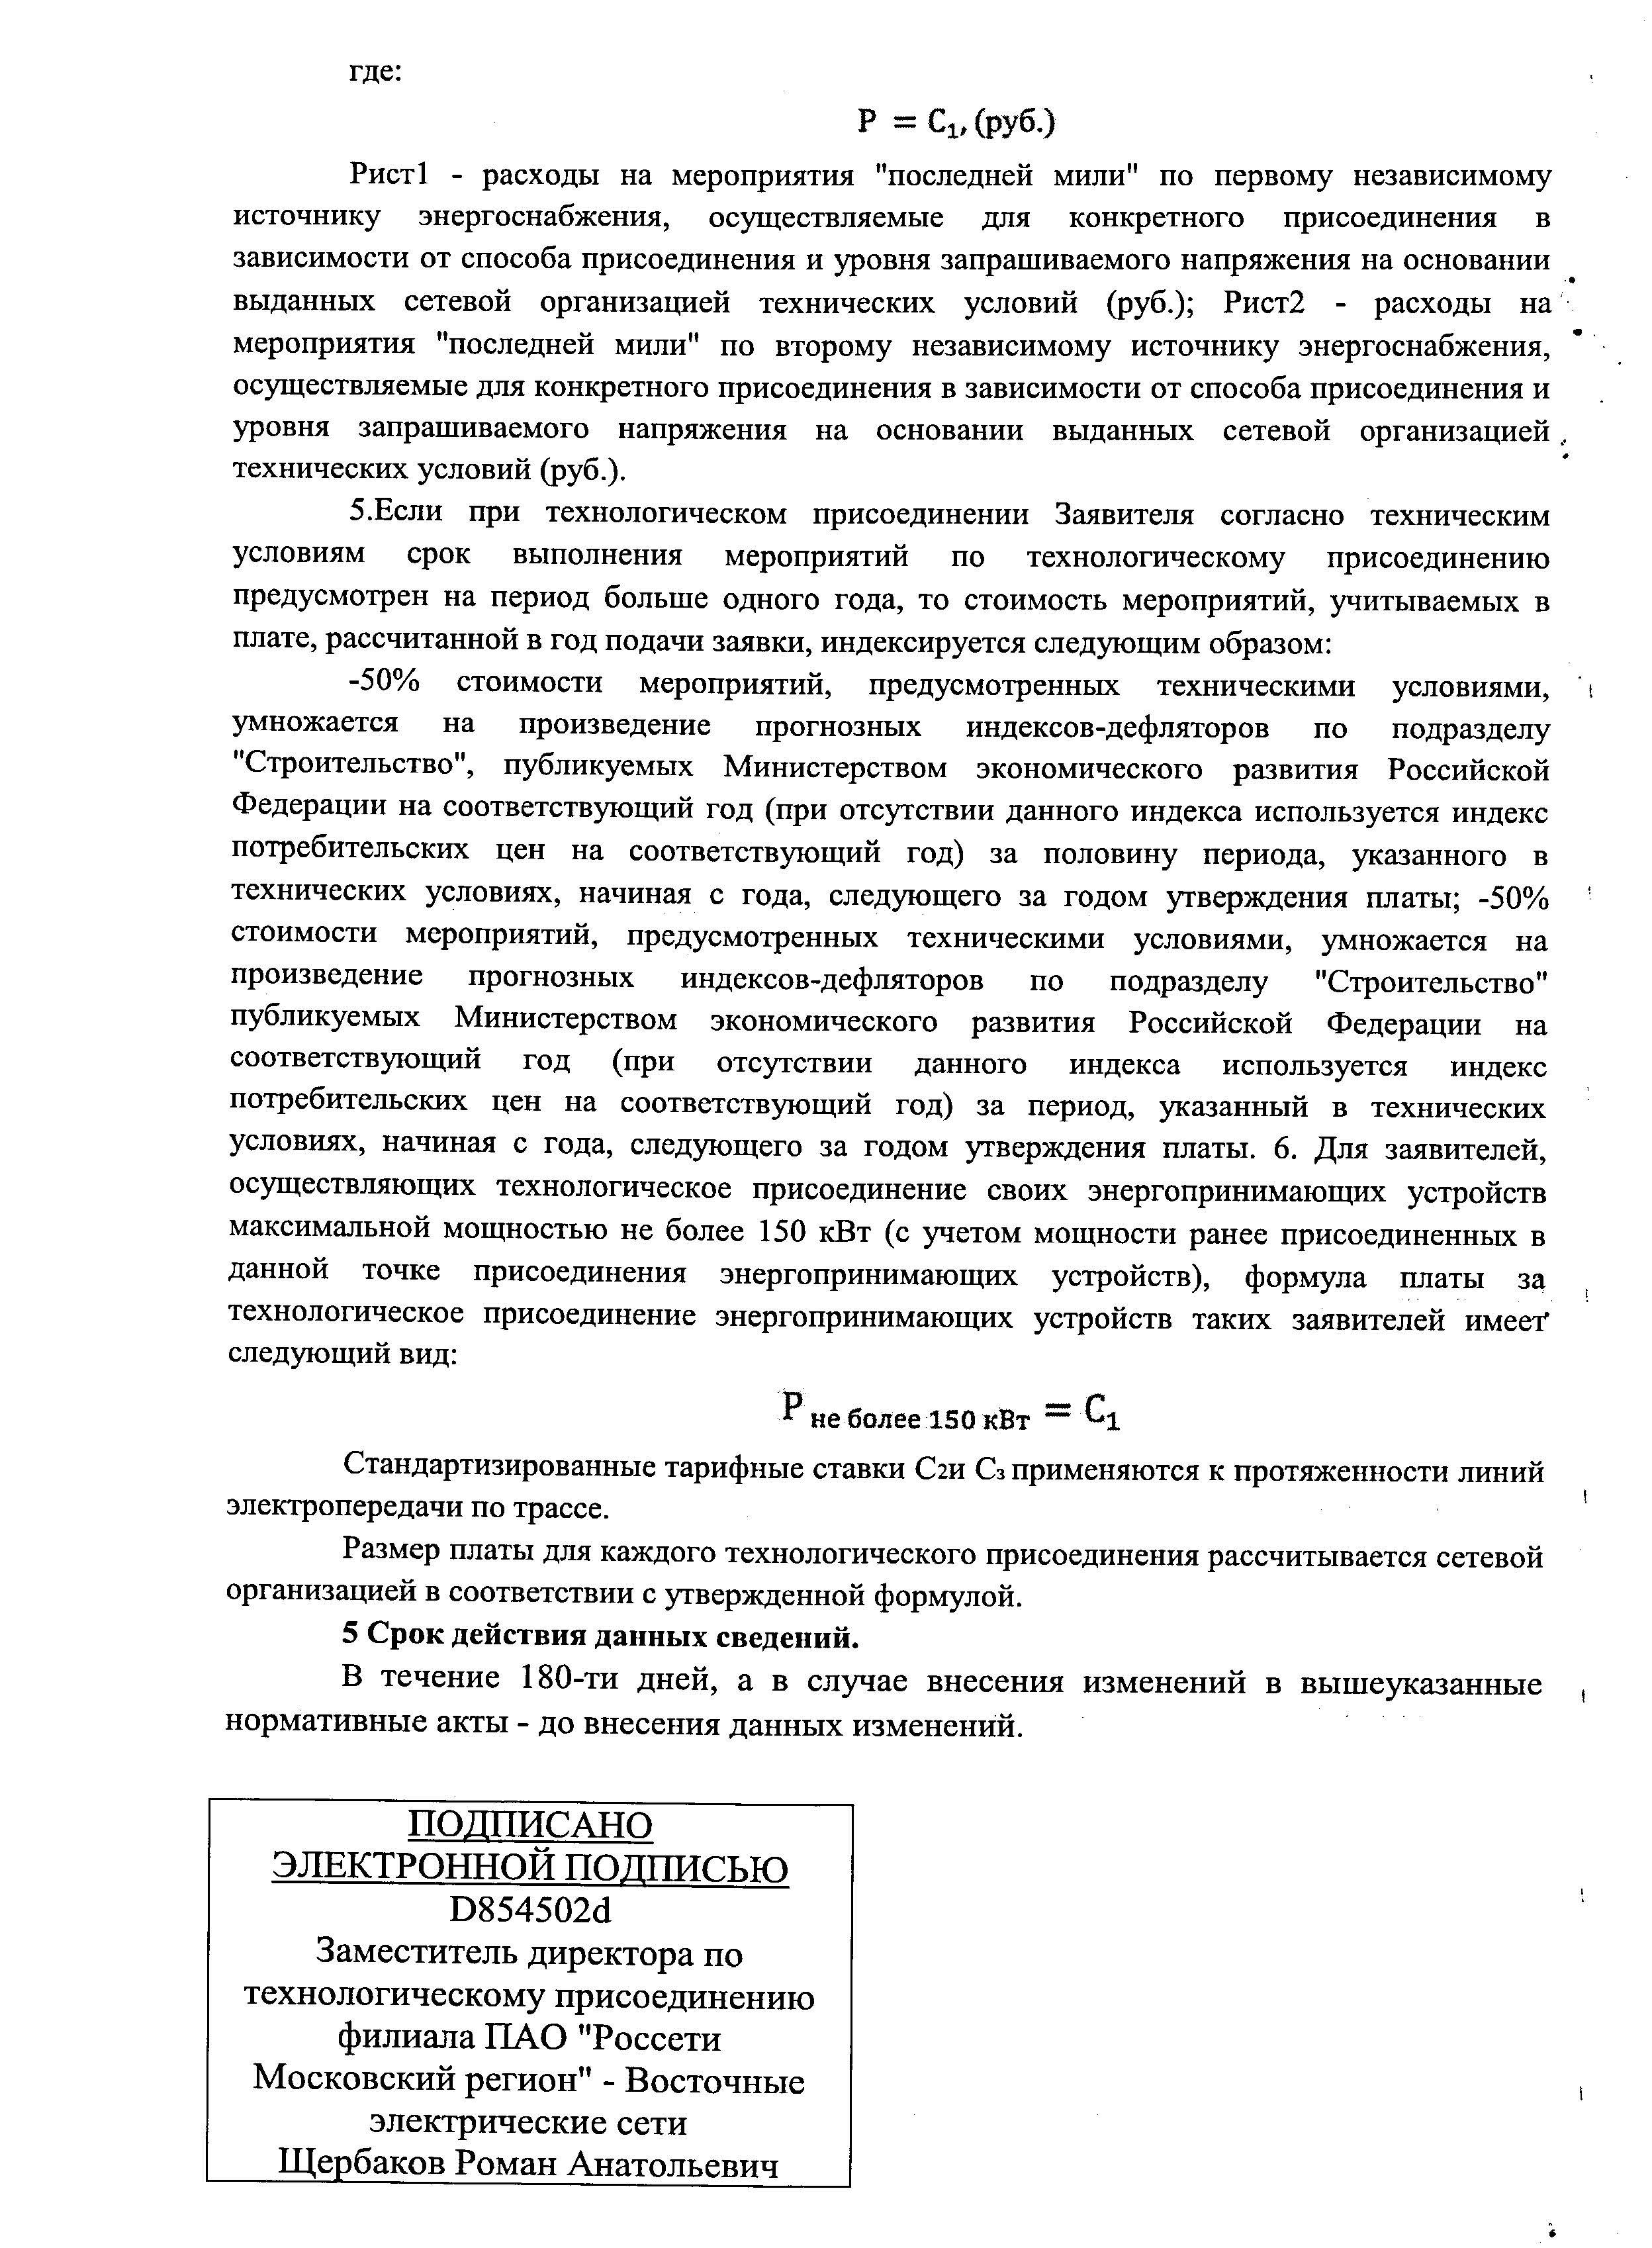 где:
P = C₁, (руб.)
Рист1 - расходы на мероприятия "последней мили" по первому независимому
источнику энергоснабжения, осуществляемые для конкретного присоединения в
зависимости от способа присоединения и уровня запрашиваемого напряжения на основании
выданных сетевой организацией технических условий (руб.); Рист2 - расходы на
мероприятия "последней мили" по второму независимому источнику энергоснабжения,
осуществляемые для конкретного присоединения в зависимости от способа присоединения и
уровня запрашиваемого напряжения на основании выданных сетевой организацией
технических условий (руб.).
5.Если при технологическом присоединении Заявителя согласно техническим
условиям срок выполнения мероприятий по технологическому присоединению
предусмотрен на период больше одного года, то стоимость мероприятий, учитываемых в
плате, рассчитанной в год подачи заявки, индексируется следующим образом:
-50% стоимости мероприятий, предусмотренных техническими условиями,
умножается на произведение прогнозных индексов-дефляторов по подразделу
"Строительство", публикуемых Министерством экономического развития Российской
Федерации на соответствующий год (при отсутствии данного индекса используется индекс
потребительских цен на соответствующий год) за половину периода, указанного в
технических условиях, начиная с года, следующего за годом утверждения платы; -50%
стоимости мероприятий, предусмотренных техническими условиями, умножается на
произведение прогнозных индексов-дефляторов по подразделу "Строительство"
публикуемых Министерством экономического развития Российской Федерации на
соответствующий год (при отсутствии данного индекса используется индекс
потребительских цен на соответствующий год) за период, указанный в технических
условиях, начиная с года, следующего за годом утверждения платы. 6. Для заявителей,
осуществляющих технологическое присоединение своих энергопринимающих устройств
максимальной мощностью не более 150 кВт (с учетом мощности ранее присоединенных в
данной точке присоединения энергопринимающих устройств), формула платы за
технологическое присоединение энергопринимающих устройств таких заявителей имеет
следующий вид:
P не более 150 кВт = C₁
Стандартизированные тарифные ставки С2и С3 применяются к протяженности линий
электропередачи по трассе.
Размер платы для каждого технологического присоединения рассчитывается сетевой
организацией в соответствии с утвержденной формулой.
5 Срок действия данных сведений.
В течение 180-ти дней, а в случае внесения изменений в вышеуказанные
нормативные акты - до внесения данных изменений.
ПОДПИСАНО
ЭЛЕКТРОННОЙ ПОДПИСЬЮ
D854502d
Заместитель директора по
технологическому присоединению
филиала ПАО "Россети
Московский регион" - Восточные
электрические сети
Щербаков Роман Анатольевич